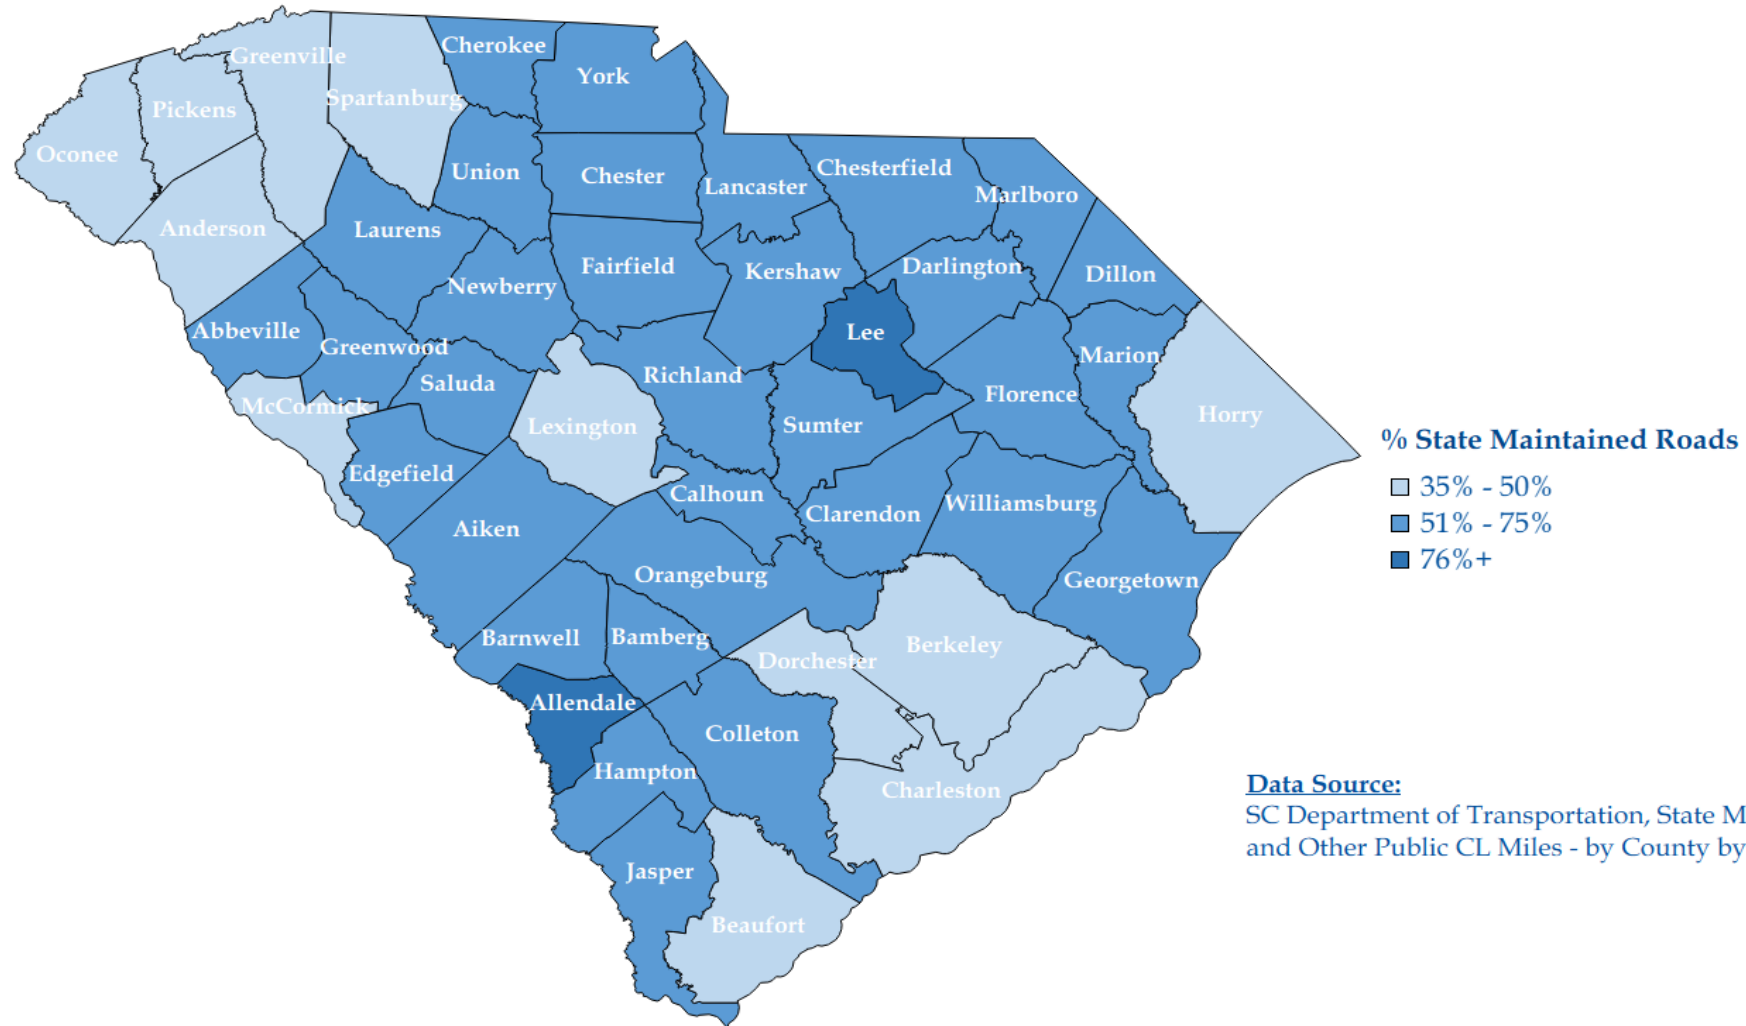 Cherokee
Greenville
York
Spartanburg
Pickens
Oconee
Union
Chester
Chesterfield
Lancaster
Marlboro
Anderson
Laurens
Fairfield
Kershaw
Darlington
Dillon
Newberry
Abbeville
Lee
Greenwood
Marion
Saluda
Richland
Florence
McCormick
Horry
Lexington
Sumter
Edgefield
Calhoun
Williamsburg
Clarendon
Aiken
Orangeburg
Georgetown
Barnwell
Bamberg
Berkeley
Dorchester
Allendale
Colleton
Hampton
Charleston
Jasper
Beaufort
% State Maintained Roads
35% - 50%
51% - 75%
76%+
Data Source:
SC Department of Transportation, State M
and Other Public CL Miles - by County by